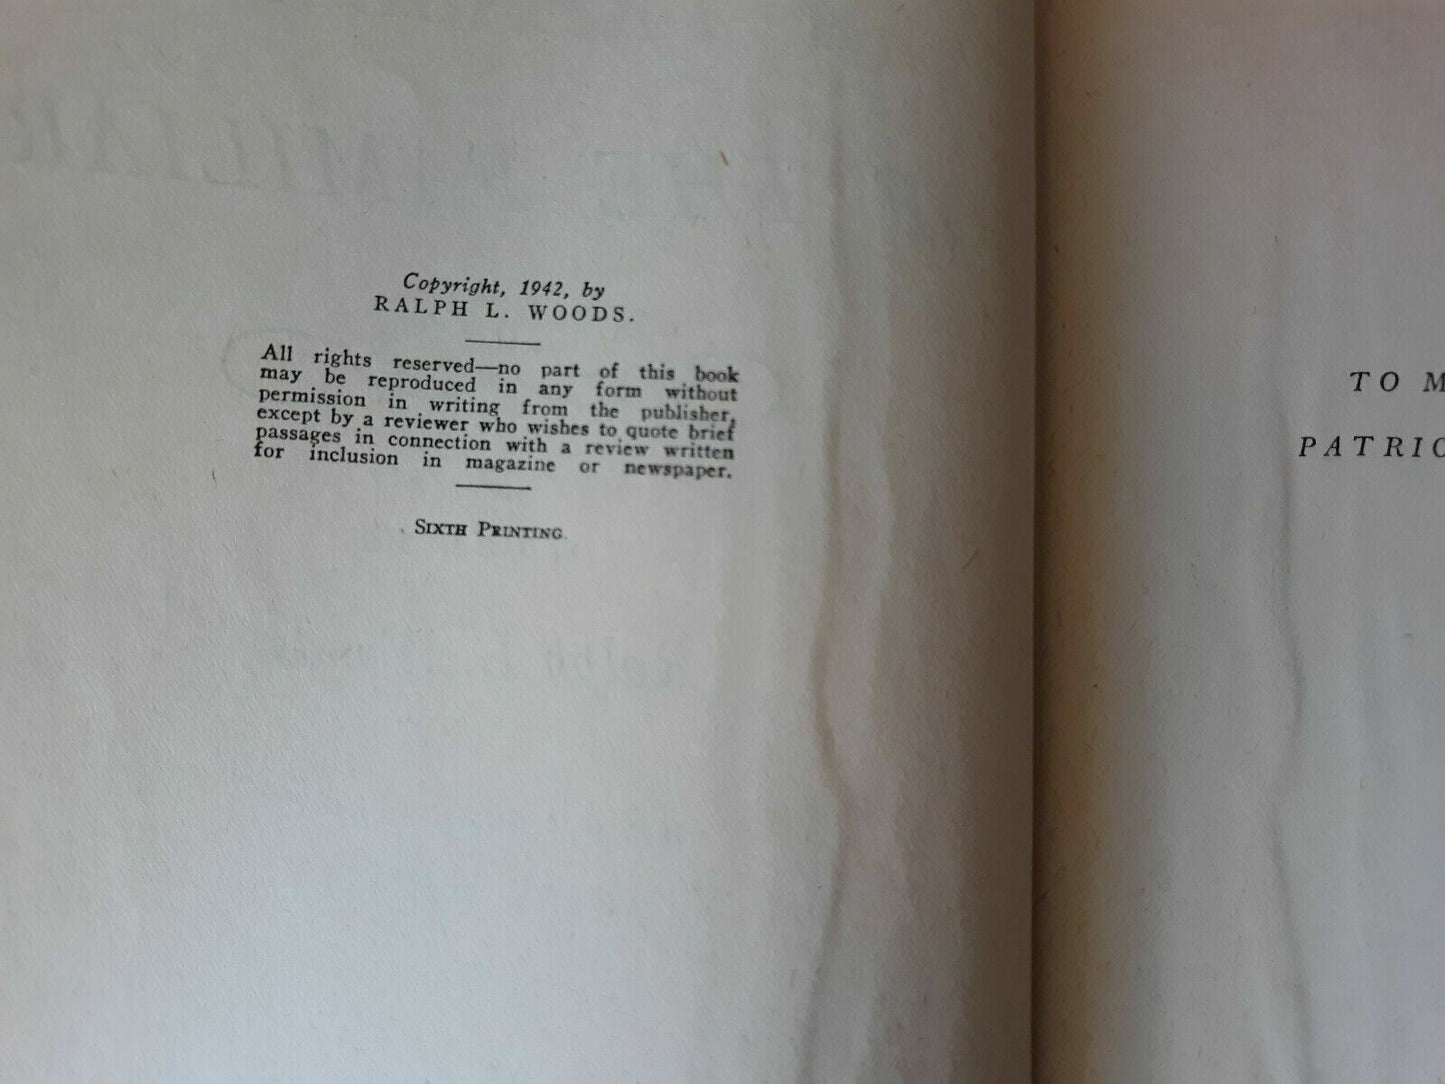 Copyright, 1942, by
RALPH L. WOODS.
All rights reserved—no part of this book
may be reproduced in any form without
permission in writing from the publisher,
except by a reviewer who wishes to quote brief
passages in connection with a review written
for inclusion in magazine or newspaper.
SIXTH PRINTING
TO M
PATRIC